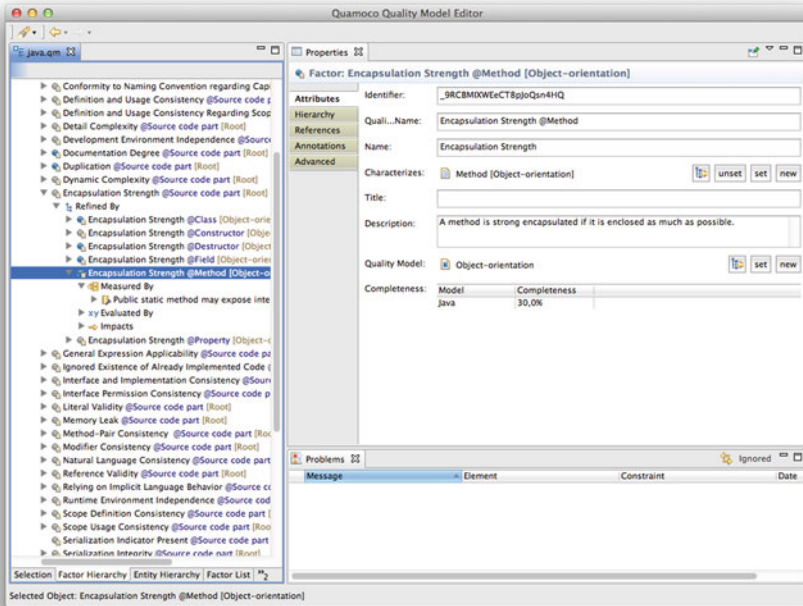 Quamoco Quality Model Editor
java.qm
Conformity to Naming Convention regarding Capi
Definition and Usage Consistency @Source code p
Definition and Usage Consistency Regarding Scop
Detail Complexity @Source code part [Root]
Development Environment Independence @Source
Documentation Degree @Source code part [Root]
Duplication @Source code part [Root]
Dynamic Complexity @Source code part [Root]
Encapsulation Strength @Source code part [Root]
Refined By
Encapsulation Strength @Class [Object-orie
Encapsulation Strength @Constructor [Obje
Encapsulation Strength @Destructor [Object
Encapsulation Strength @Field [Object-orien
Encapsulation Strength @Method [Object-o
Measured By
Public static method may expose inte
xy Evaluated By
Impacts
Encapsulation Strength @Property [Object-o
General Expression Applicability @Source code pa
Ignored Existence of Already Implemented Code (
Interface and Implementation Consistency @Sourc
Interface Permission Consistency @Source code pa
Literal Validity @Source code part [Root]
Memory Leak @Source code part [Root]
Method-Pair Consistency @Source code part [Roo
Modifier Consistency @Source code part [Root]
Natural Language Consistency @Source code part
Reference Validity @Source code part [Root]
Relying on Implicit Language Behavior @Source co
Runtime Environment Independence @Source code
Scope Definition Consistency @Source code part [
Scope Usage Consistency @Source code part [Roo
Serialization Indicator Present @Source code part
Serialization Integrity @Source code part [Root]
Selection Factor Hierarchy Entity Hierarchy Factor List »2
Properties
Factor: Encapsulation Strength @Method [Object-orientation]
Attributes
Hierarchy
References
Annotations
Advanced
Identifier: _9RCBMIXWEeCT8pJoQsn4HQ
Quali...Name: Encapsulation Strength @Method
Name: Encapsulation Strength
Characterizes: Method [Object-orientation] unset set new
Title:
Description: A method is strong encapsulated if it is enclosed as much as possible.
Quality Model: Object-orientation set new
Completeness: Model Completeness
Java 30,0%
Problems Ignored
Message Element Constraint Date
Selected Object: Encapsulation Strength @Method [Object-orientation]